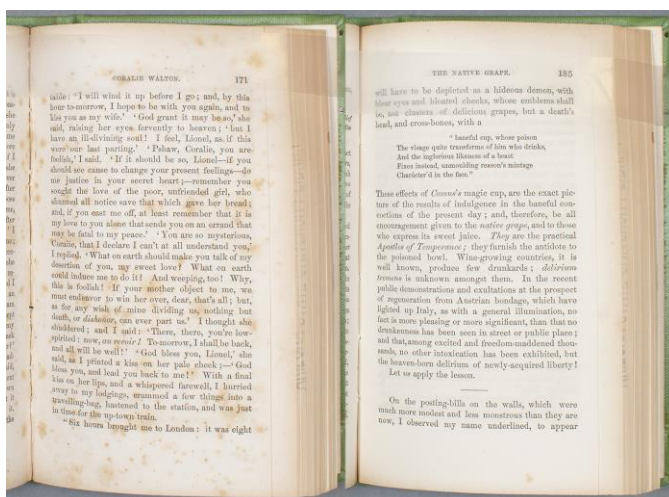 CORALIE WALTON. 171
table: ‘I will wind it up before I go; and, by this
hour to-morrow, I hope to be with you again, and to
kiss you as my wife.’ ‘God grant it may be so,’ she
said, raising her eyes fervently to heaven; ‘but I
have an ill-divining soul! I feel, Lionel, as if this
were our last parting.’ ‘Pshaw, Coralie, you are
foolish,’ I said. ‘If it should be so, Lionel—if you
should see cause to change your present feelings—do
me justice in your secret heart;—remember you
sought the love of the poor, unfriended girl, who
shunned all notice save that which gave her bread;
and, if you cast me off, at least remember that it is
my love to you alone that sends you on an errand that
may be fatal to my peace.’ ‘You are so mysterious,
Coralie, that I declare I can't at all understand you,’
I replied. ‘What on earth should make you talk of my
desertion of you, my sweet love? What on earth
could induce me to do it? And weeping, too! Why,
this is foolish! If your mother object to me, we
must endeavor to win her over, dear, that's all; but,
as for any wish of mine dividing us, nothing but
death, or dishonor, can ever part us.’ I thought she
shuddered; and I said: ‘There, there, you're low-
spirited: now, au revoir! To-morrow, I shall be back,
and all will be well!’ ‘God bless you, Lionel,’ she
said, as I printed a kiss on her pale cheek;—‘God
bless you, and lead you back to me!’ With a final
kiss on her lips, and a whispered farewell, I hurried
away to my lodgings, crammed a few things into a
travelling-bag, hastened to the station, and was just
in time for the up-town train.
“Six hours brought me to London: it was eight
THE NATIVE GRAPE. 185
will have to be depicted as a hideous demon, with
blear eyes and bloated cheeks, whose emblems shall
be, not clusters of delicious grapes, but a death's
head, and cross-bones, with a
“baneful cup, whose poison
The visage quite transforms of him who drinks,
And the inglorious likeness of a beast
Fixes instead, unmoulding reason's mintage
Charácter'd in the face.”
These effects of Comus's magic cup, are the exact pic-
ture of the results of indulgence in the baneful con-
coctions of the present day; and, therefore, be all
encouragement given to the native grape, and to those
who express its sweet juice. They are the practical
Apostles of Temperance; they furnish the antidote to
the poisoned bowl. Wine-growing countries, it is
well known, produce few drunkards; delirium
tremens is unknown amongst them. In the recent
public demonstrations and exultations at the prospect
of regeneration from Austrian bondage, which have
lighted up Italy, as with a general illumination, no
fact is more pleasing or more significant, than that no
drunkenness has been seen in street or public place;
and that, among excited and freedom-maddened thou-
sands, no other intoxication has been exhibited, but
the heaven-born delirium of newly-acquired liberty!
Let us apply the lesson.
On the posting-bills on the walls, which were
much more modest and less monstrous than they are
now, I observed my name underlined, to appear